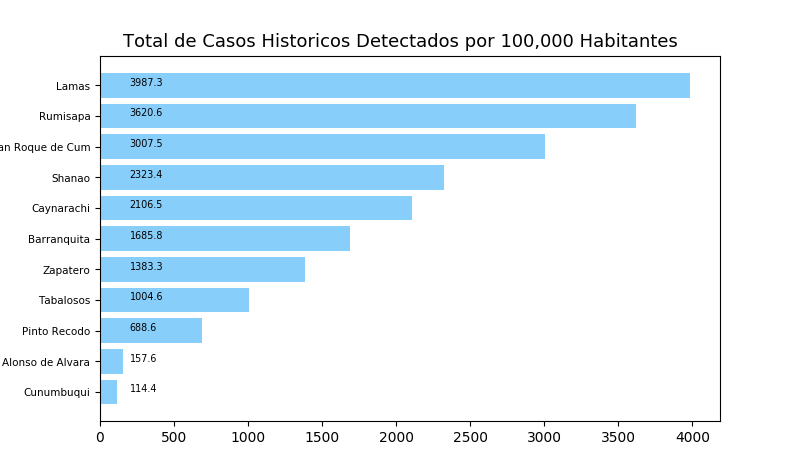 Total de Casos Historicos Detectados por 100,000 Habitantes
Lamas 3987.3
Rumisapa 3620.6
an Roque de Cum 3007.5
Shanao 2323.4
Caynarachi 2106.5
Barranquita 1685.8
Zapatero 1383.3
Tabalosos 1004.6
Pinto Recodo 688.6
Alonso de Alvara 157.6
Cunumbuqui 114.4
0 500 1000 1500 2000 2500 3000 3500 4000